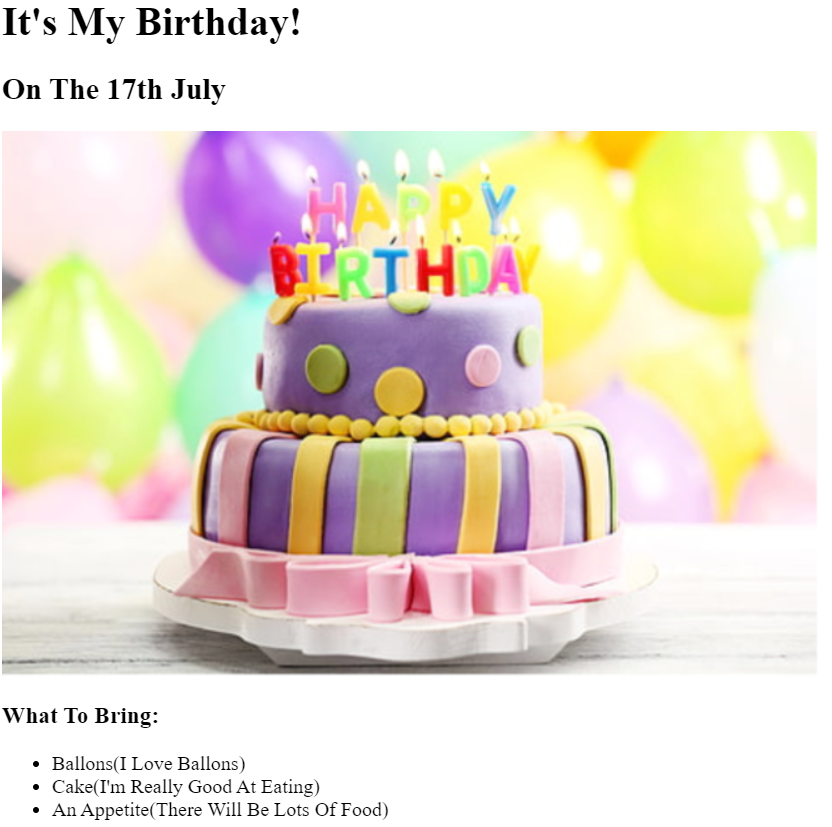 It's My Birthday!
On The 17th July
HAPPY
BIRTHDAY
What To Bring:
Ballons(I Love Ballons)
Cake(I'm Really Good At Eating)
An Appetite(There Will Be Lots Of Food)